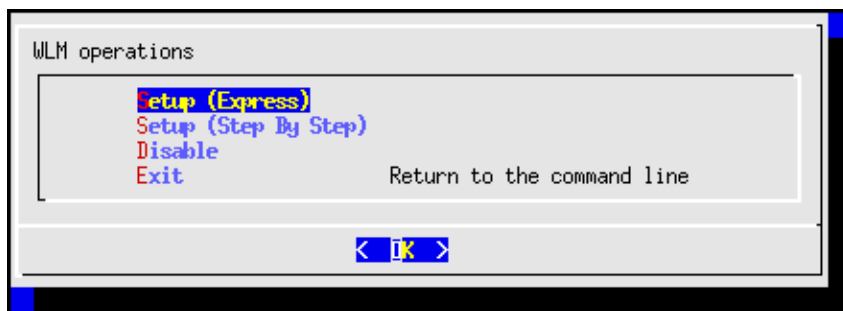 WLM operations
Setup (Express)
Setup (Step By Step)
Disable
Exit Return to the command line
< OK >